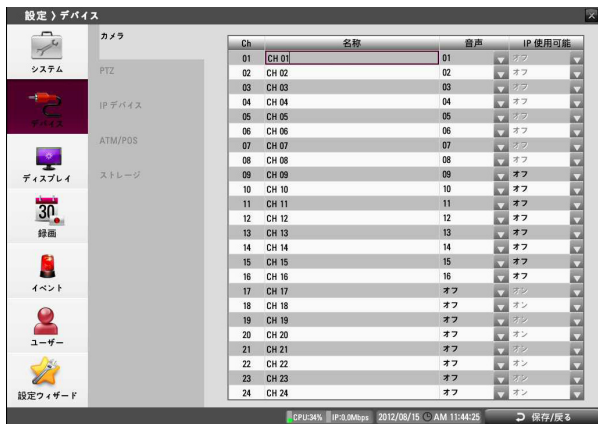 設定 〉デバイス
システム
デバイス
ディスプレイ
30
録画
イベント
ユーザー
設定ウィザード
カメラ
PTZ
IP デバイス
ATM/POS
ストレージ
Ch 名称 音声 IP 使用可能
01 CH 01 01 オフ
02 CH 02 02 オフ
03 CH 03 03 オフ
04 CH 04 04 オフ
05 CH 05 05 オフ
06 CH 06 06 オフ
07 CH 07 07 オフ
08 CH 08 08 オフ
09 CH 09 09 オフ
10 CH 10 10 オフ
11 CH 11 11 オフ
12 CH 12 12 オフ
13 CH 13 13 オフ
14 CH 14 14 オフ
15 CH 15 15 オフ
16 CH 16 16 オフ
17 CH 17 オフ オン
18 CH 18 オフ オン
19 CH 19 オフ オン
20 CH 20 オフ オン
21 CH 21 オフ オン
22 CH 22 オフ オン
23 CH 23 オフ オン
24 CH 24 オフ オン
CPU:34% IP:0.0Mbps 2012/08/15 AM 11:44:25 保存/戻る